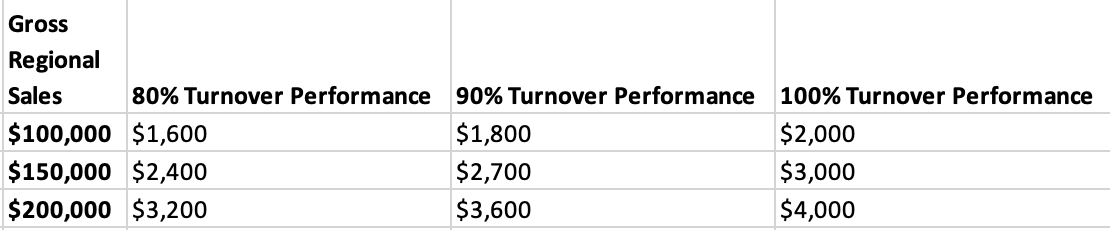 Gross
Regional
Sales 80% Turnover Performance 90% Turnover Performance 100% Turnover Performance
$100,000 $1,600 $1,800 $2,000
$150,000 $2,400 $2,700 $3,000
$200,000 $3,200 $3,600 $4,000